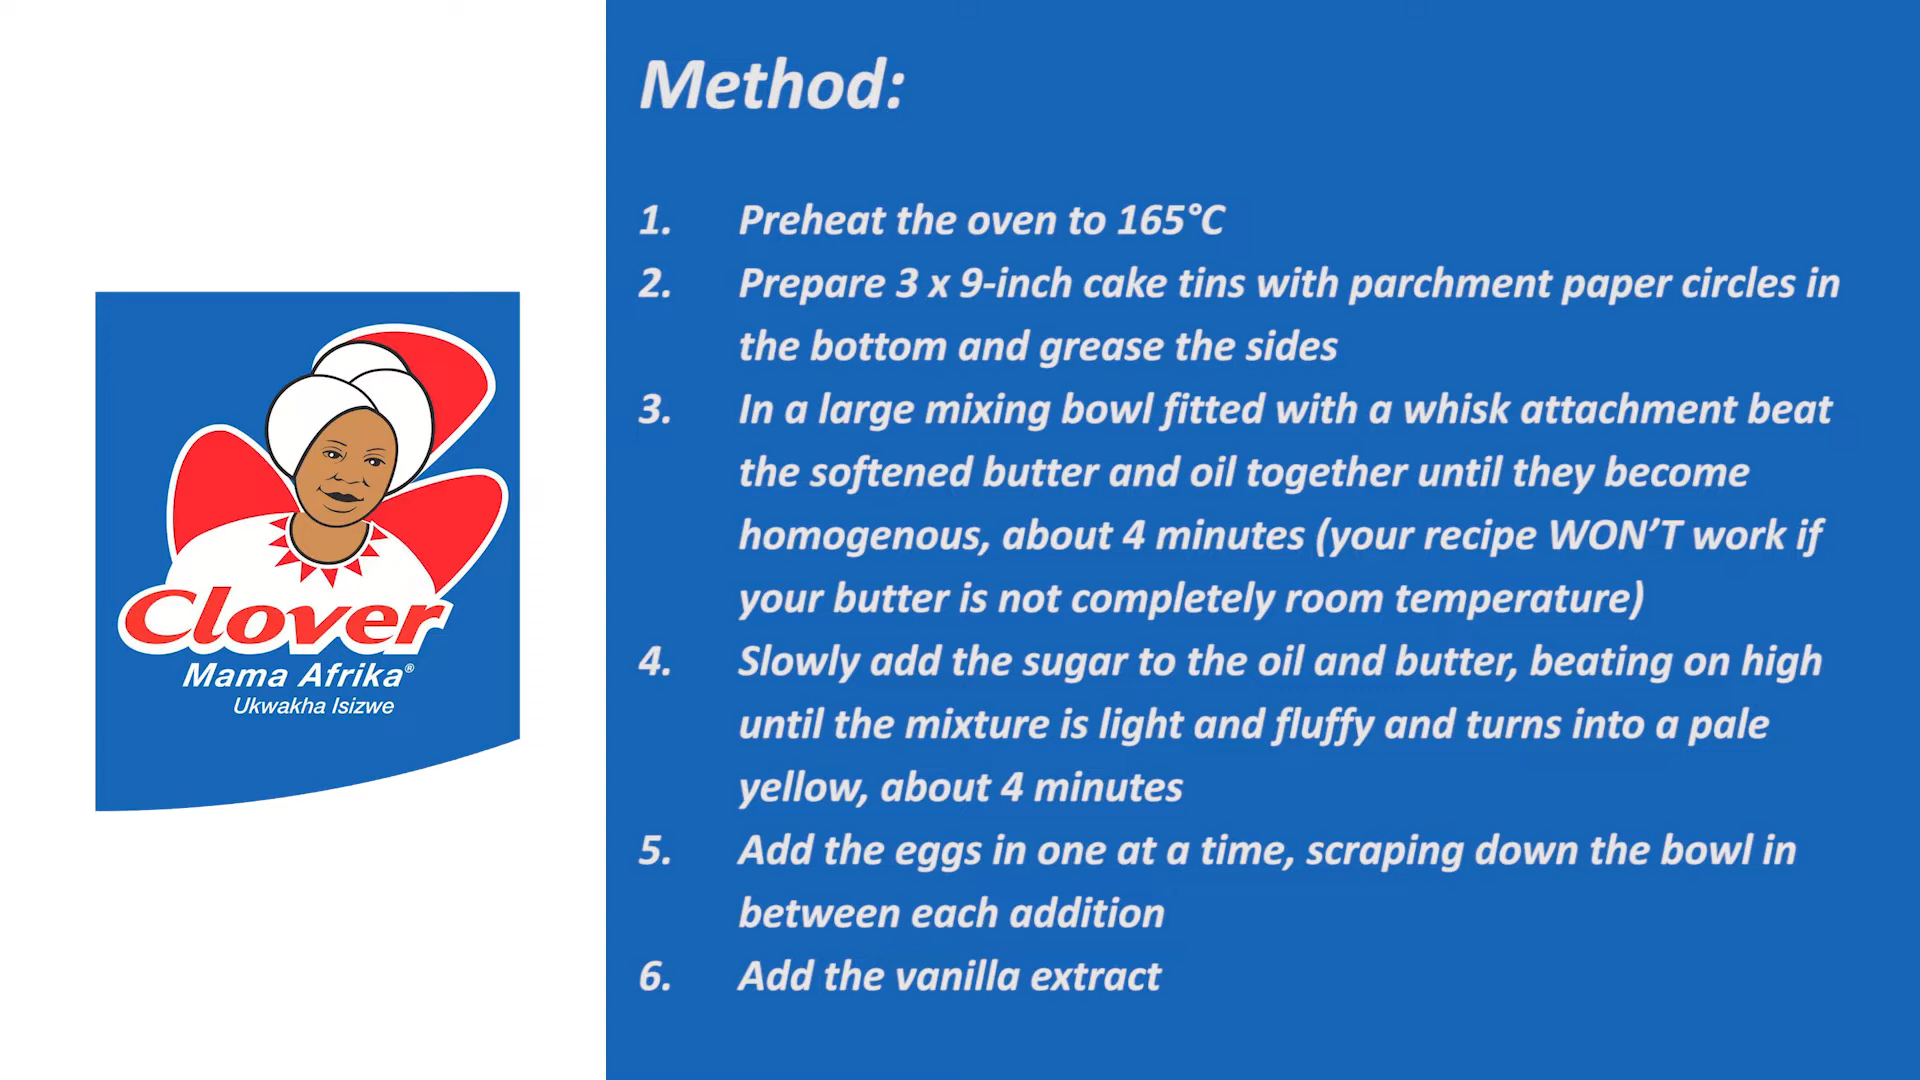 Clover
Mama Afrika®
Ukwakha Isizwe
Method:
1. Preheat the oven to 165°C
2. Prepare 3 x 9-inch cake tins with parchment paper circles in
the bottom and grease the sides
3. In a large mixing bowl fitted with a whisk attachment beat
the softened butter and oil together until they become
homogenous, about 4 minutes (your recipe WON’T work if
your butter is not completely room temperature)
4. Slowly add the sugar to the oil and butter, beating on high
until the mixture is light and fluffy and turns into a pale
yellow, about 4 minutes
5. Add the eggs in one at a time, scraping down the bowl in
between each addition
6. Add the vanilla extract